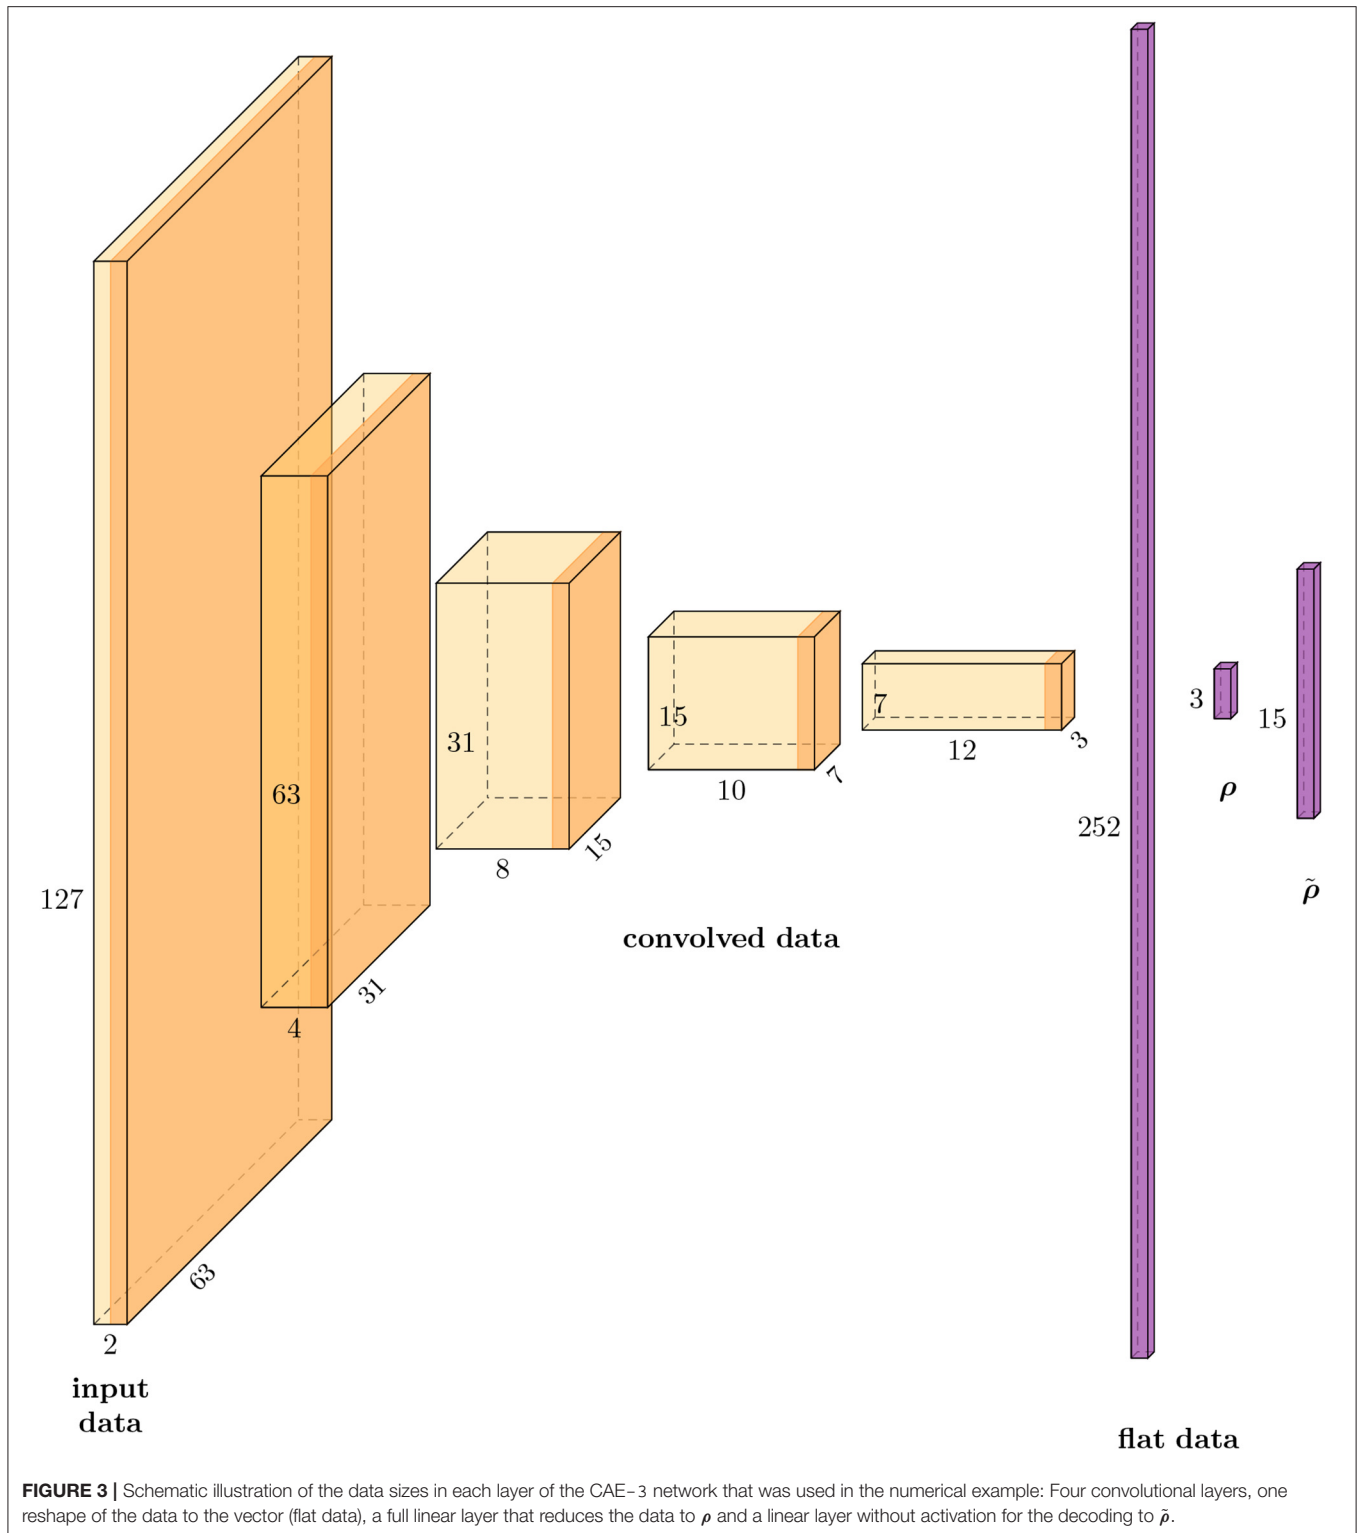 127
2
63
input
data
63
4
31
31
8
15
15
10
7
7
12
3
convolved data
252
flat data
3
ρ
15
ρ̃
FIGURE 3 | Schematic illustration of the data sizes in each layer of the CAE–3 network that was used in the numerical example: Four convolutional layers, one
reshape of the data to the vector (flat data), a full linear layer that reduces the data to ρ and a linear layer without activation for the decoding to ρ̃.